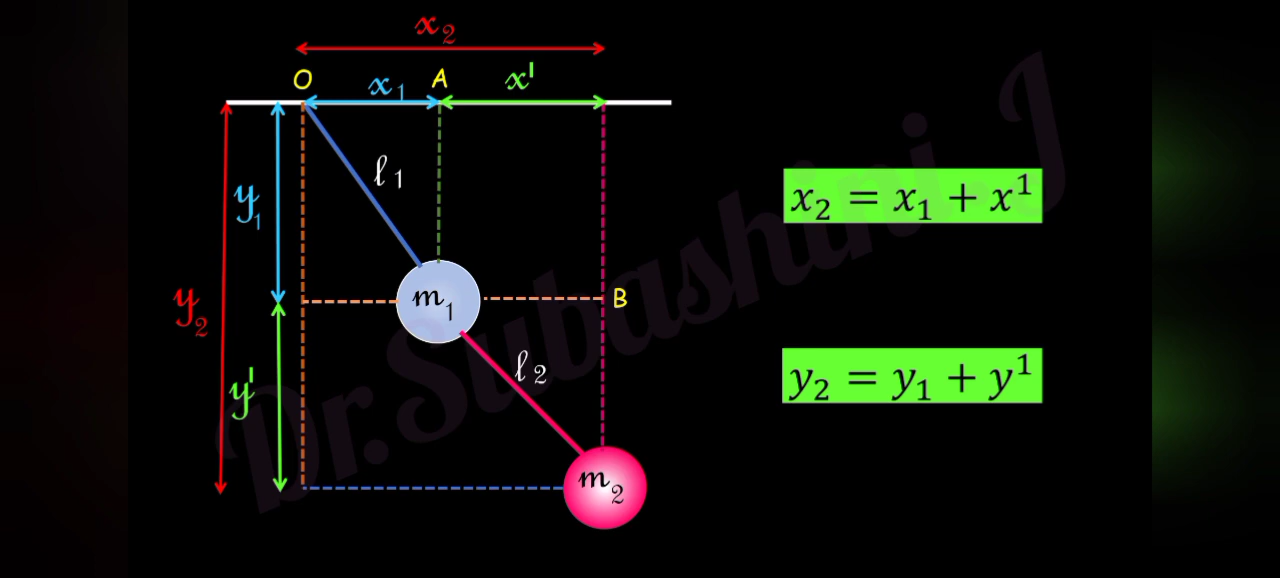 x₂
O
x₁
A
x'
ℓ₁
y₁
y₂
m₁
B
y'
ℓ₂
m₂
x₂ = x₁ + x¹
y₂ = y₁ + y¹
Dr.Subashini.J